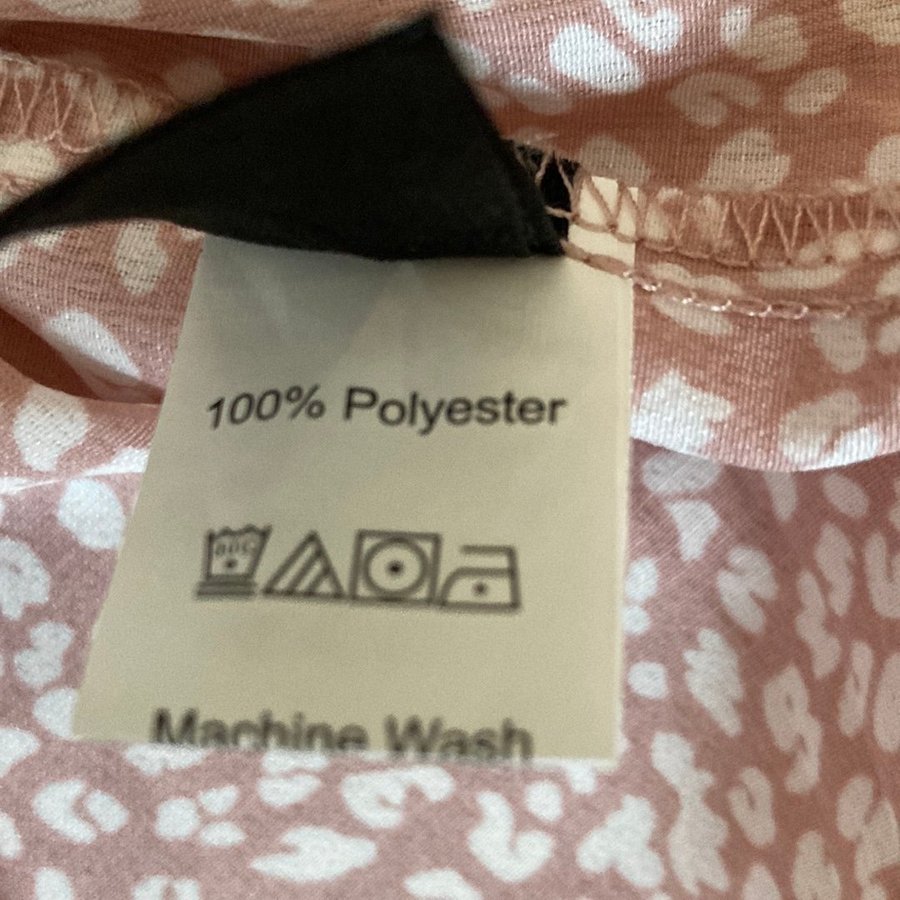 100% Polyester
Machine Wash